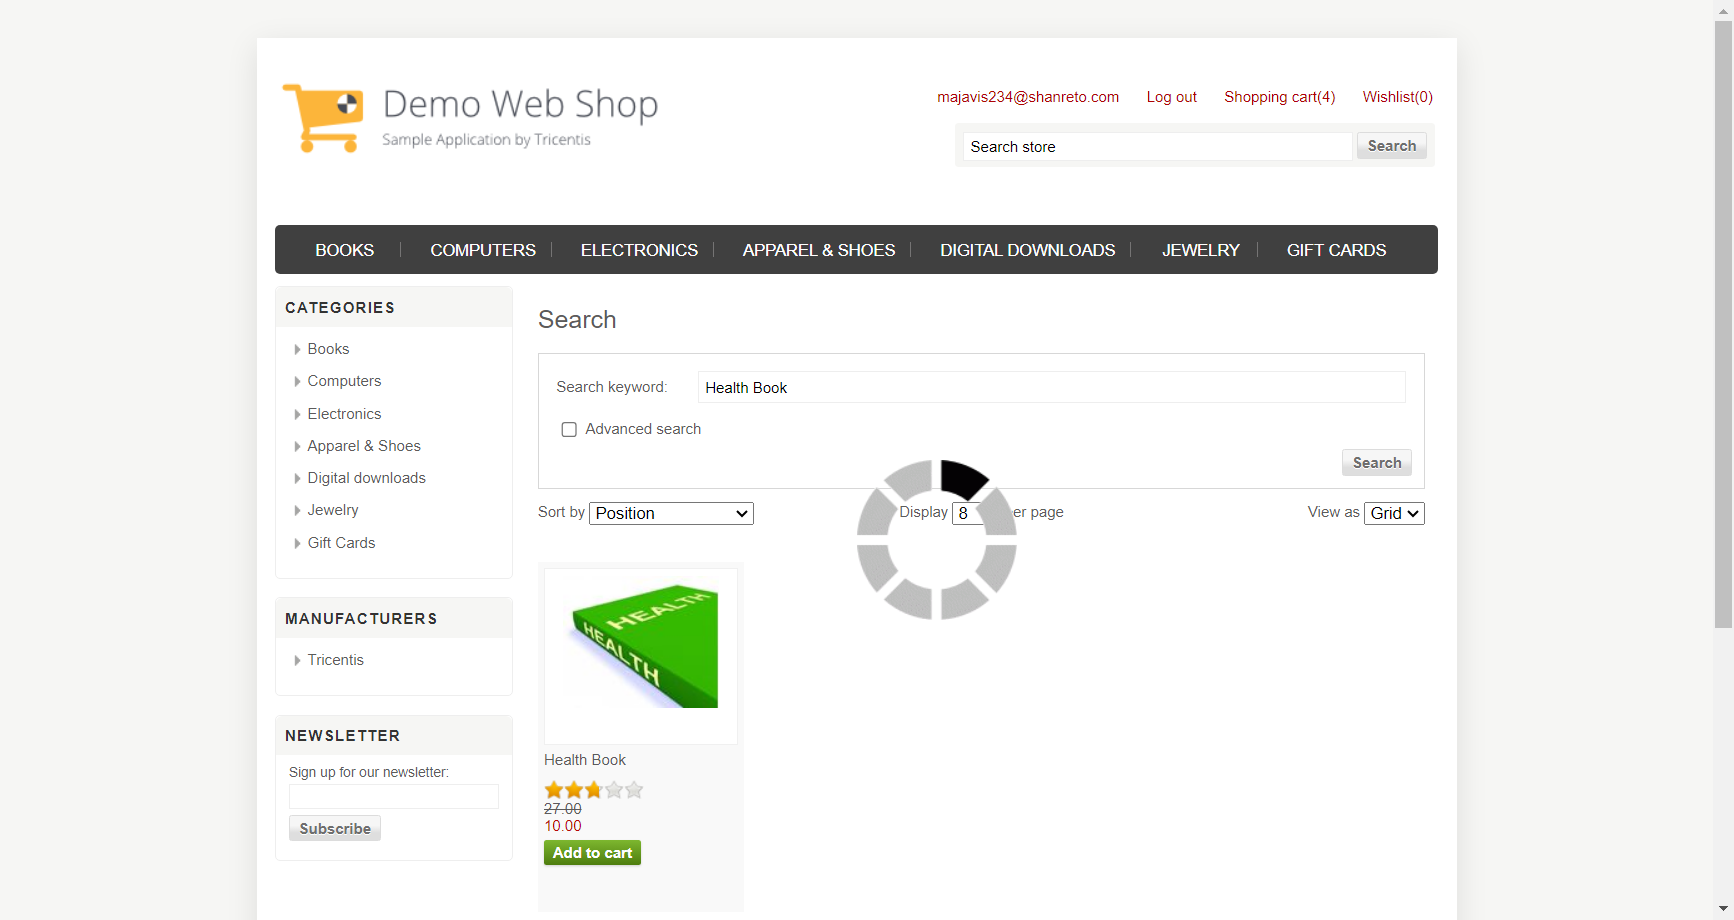 Demo Web Shop
Sample Application by Tricentis
majavis234@shanreto.com Log out Shopping cart(4) Wishlist(0)
Search store Search
BOOKS COMPUTERS ELECTRONICS APPAREL & SHOES DIGITAL DOWNLOADS JEWELRY GIFT CARDS
CATEGORIES
Books
Computers
Electronics
Apparel & Shoes
Digital downloads
Jewelry
Gift Cards
MANUFACTURERS
Tricentis
NEWSLETTER
Sign up for our newsletter:
Subscribe
Search
Search keyword: Health Book
Advanced search
Search
Sort by Position Display 8 er page View as Grid
HEALTH
HEALTH
Health Book
27.00
10.00
Add to cart